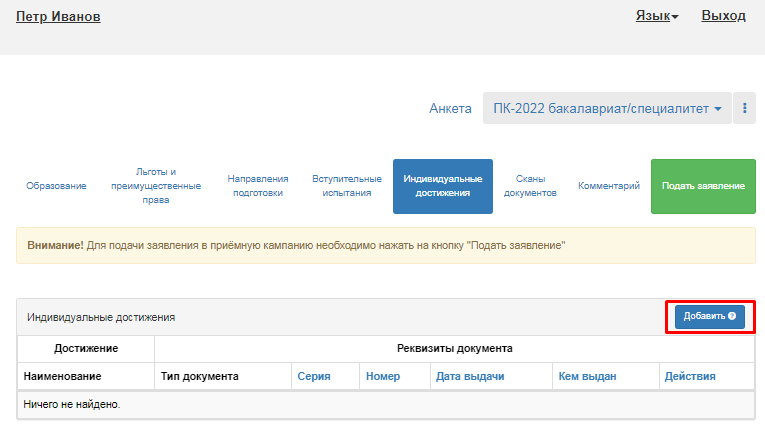 Петр Иванов
Язык
Выход
Анкета
ПК-2022 бакалавриат/специалитет
Образование
Льготы и
преимущественные
права
Направления
подготовки
Вступительные
испытания
Индивидуальные
достижения
Сканы
документов
Комментарий
Подать заявление
Внимание! Для подачи заявления в приёмную кампанию необходимо нажать на кнопку "Подать заявление"
Индивидуальные достижения
Добавить ?
Достижение
Реквизиты документа
Наименование
Тип документа
Серия
Номер
Дата выдачи
Кем выдан
Действия
Ничего не найдено.